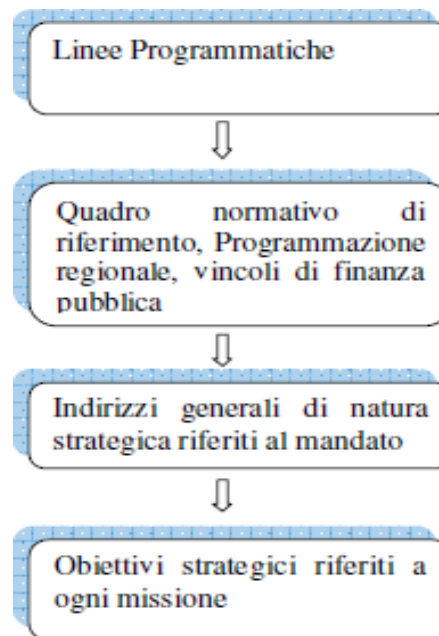 Linee Programmatiche
Quadro normativo di
riferimento, Programmazione
regionale, vincoli di finanza
pubblica
Indirizzi generali di natura
strategica riferiti al mandato
Obiettivi strategici riferiti a
ogni missione